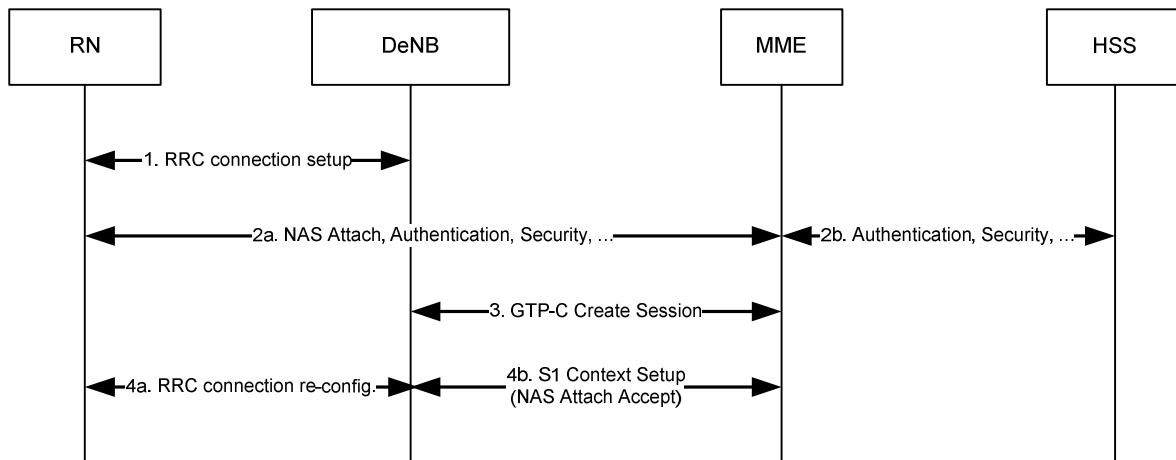 RN
DeNB
MME
HSS
1. RRC connection setup
2a. NAS Attach, Authentication, Security, …
2b. Authentication, Security, …
3. GTP-C Create Session
4a. RRC connection re-config.
4b. S1 Context Setup
(NAS Attach Accept)